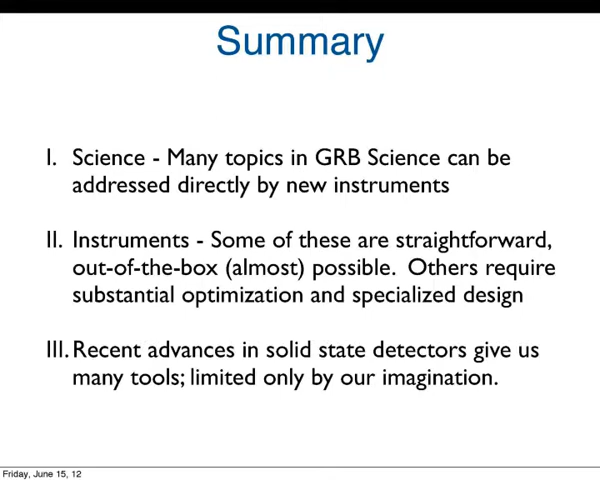 Summary
I. Science - Many topics in GRB Science can be
addressed directly by new instruments
II. Instruments - Some of these are straightforward,
out-of-the-box (almost) possible. Others require
substantial optimization and specialized design
III. Recent advances in solid state detectors give us
many tools; limited only by our imagination.
Friday, June 15, 12